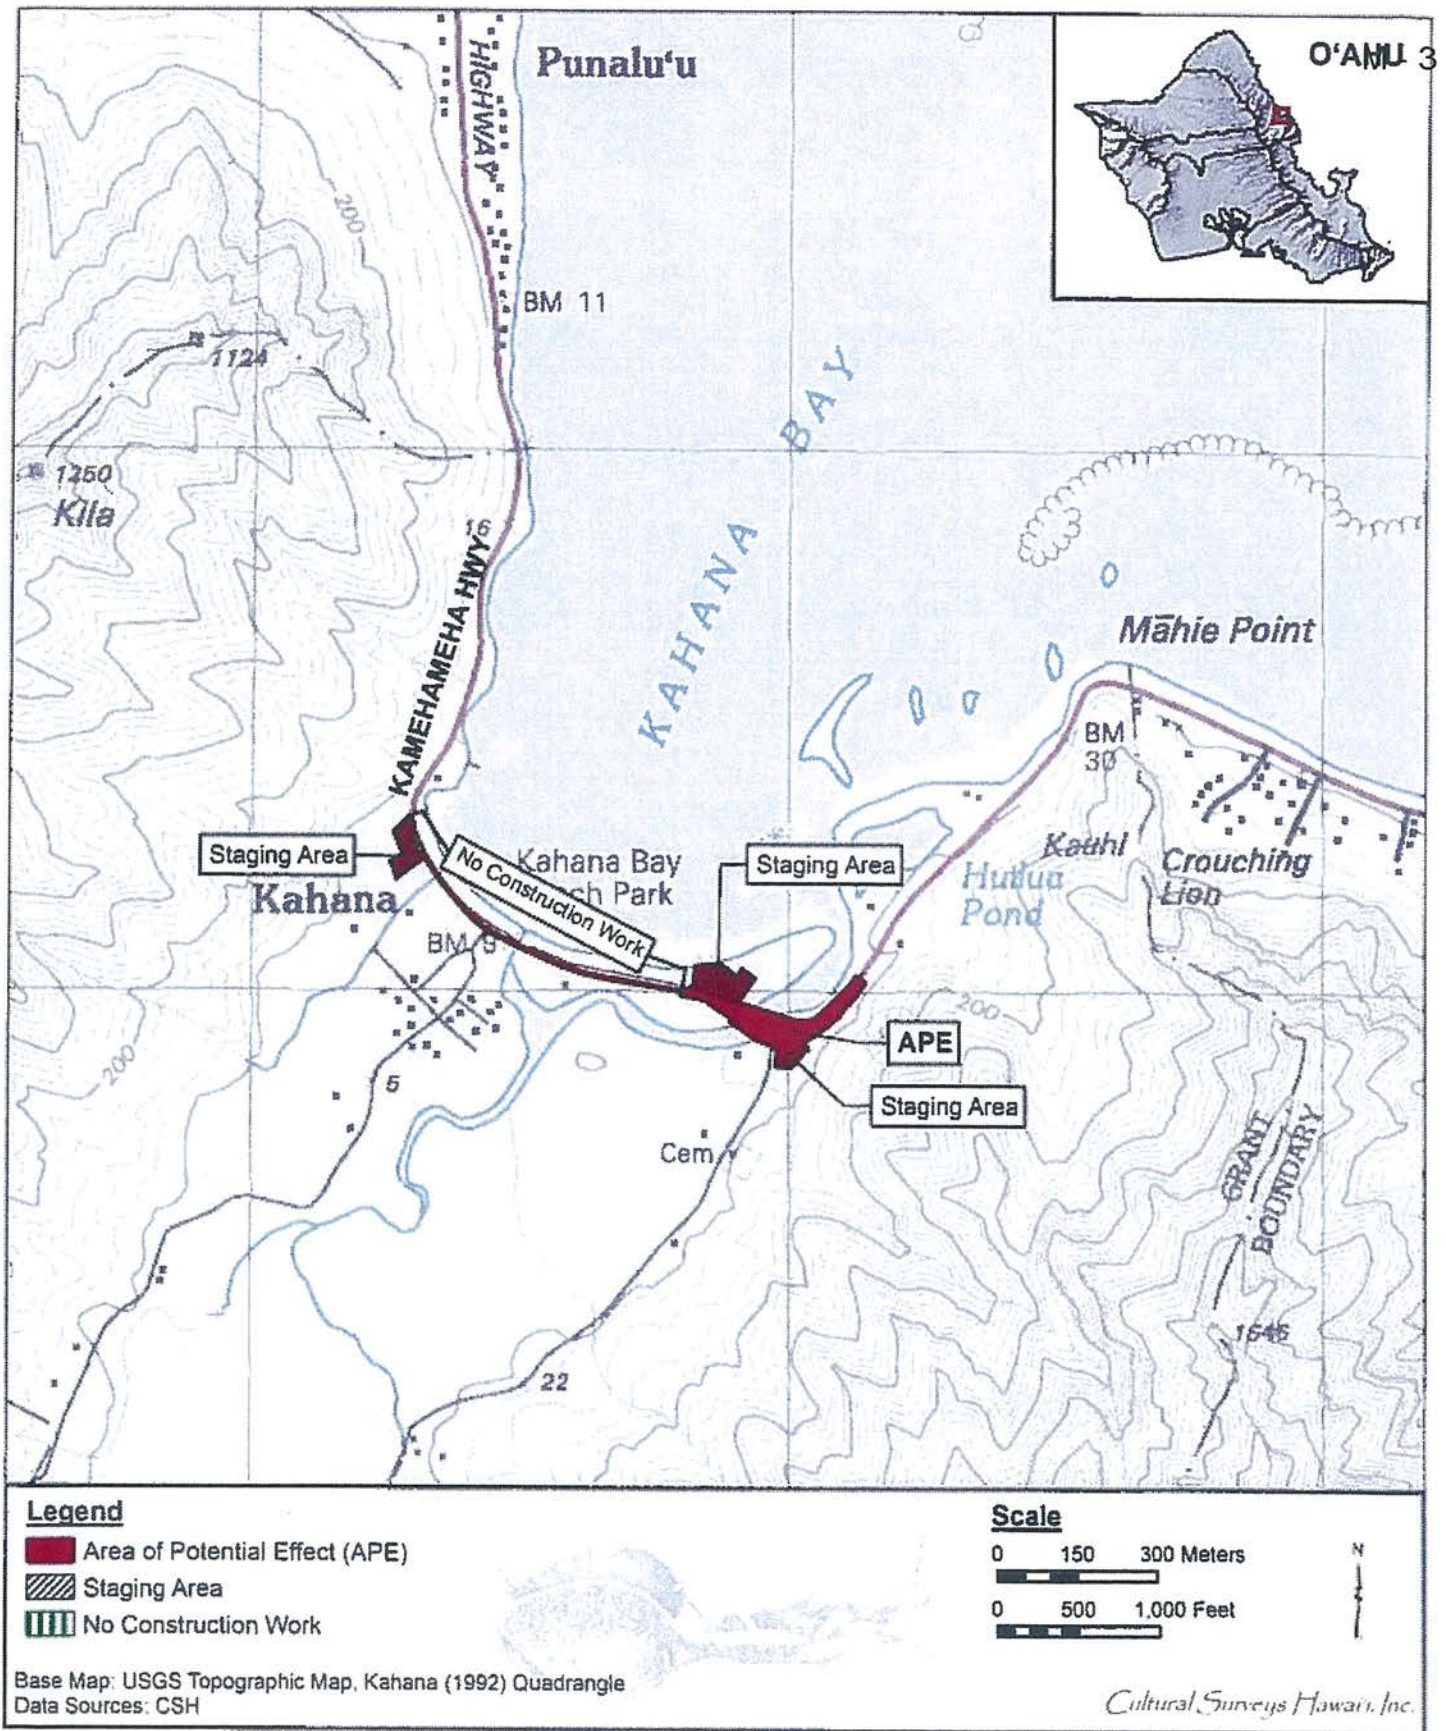 O'AHU 3
Punalu'u
HIGHWAY
200
BM 11
1124
BAY
1250
Kila
16
KAMEHAMEHA HWY
KAHANA
Māhie Point
BM
30
Staging Area
No Construction Work
Kahana Bay
ch Park
Staging Area
Kauhi
Crouching
Lion
Huilua
Pond
Kahana
BM 9
200
APE
200
5
Staging Area
Cem
GRANT
BOUNDARY
1646
22
Legend
Area of Potential Effect (APE)
Staging Area
No Construction Work
Scale
0 150 300 Meters
0 500 1,000 Feet
N
Base Map: USGS Topographic Map, Kahana (1992) Quadrangle
Data Sources: CSH
Cultural Surveys Hawai'i, Inc.